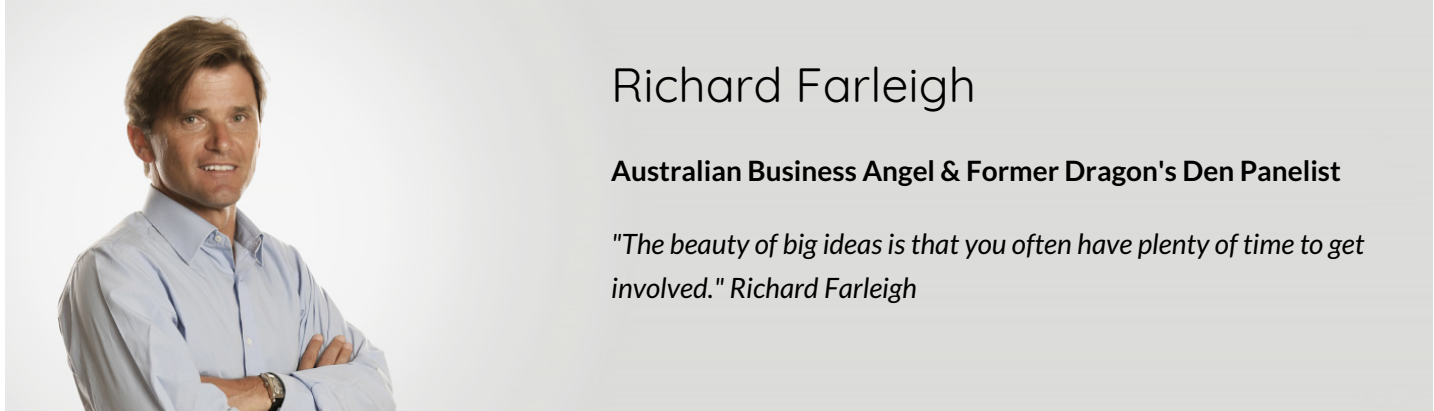 Richard Farleigh
Australian Business Angel & Former Dragon's Den Panelist
"The beauty of big ideas is that you often have plenty of time to get
involved." Richard Farleigh